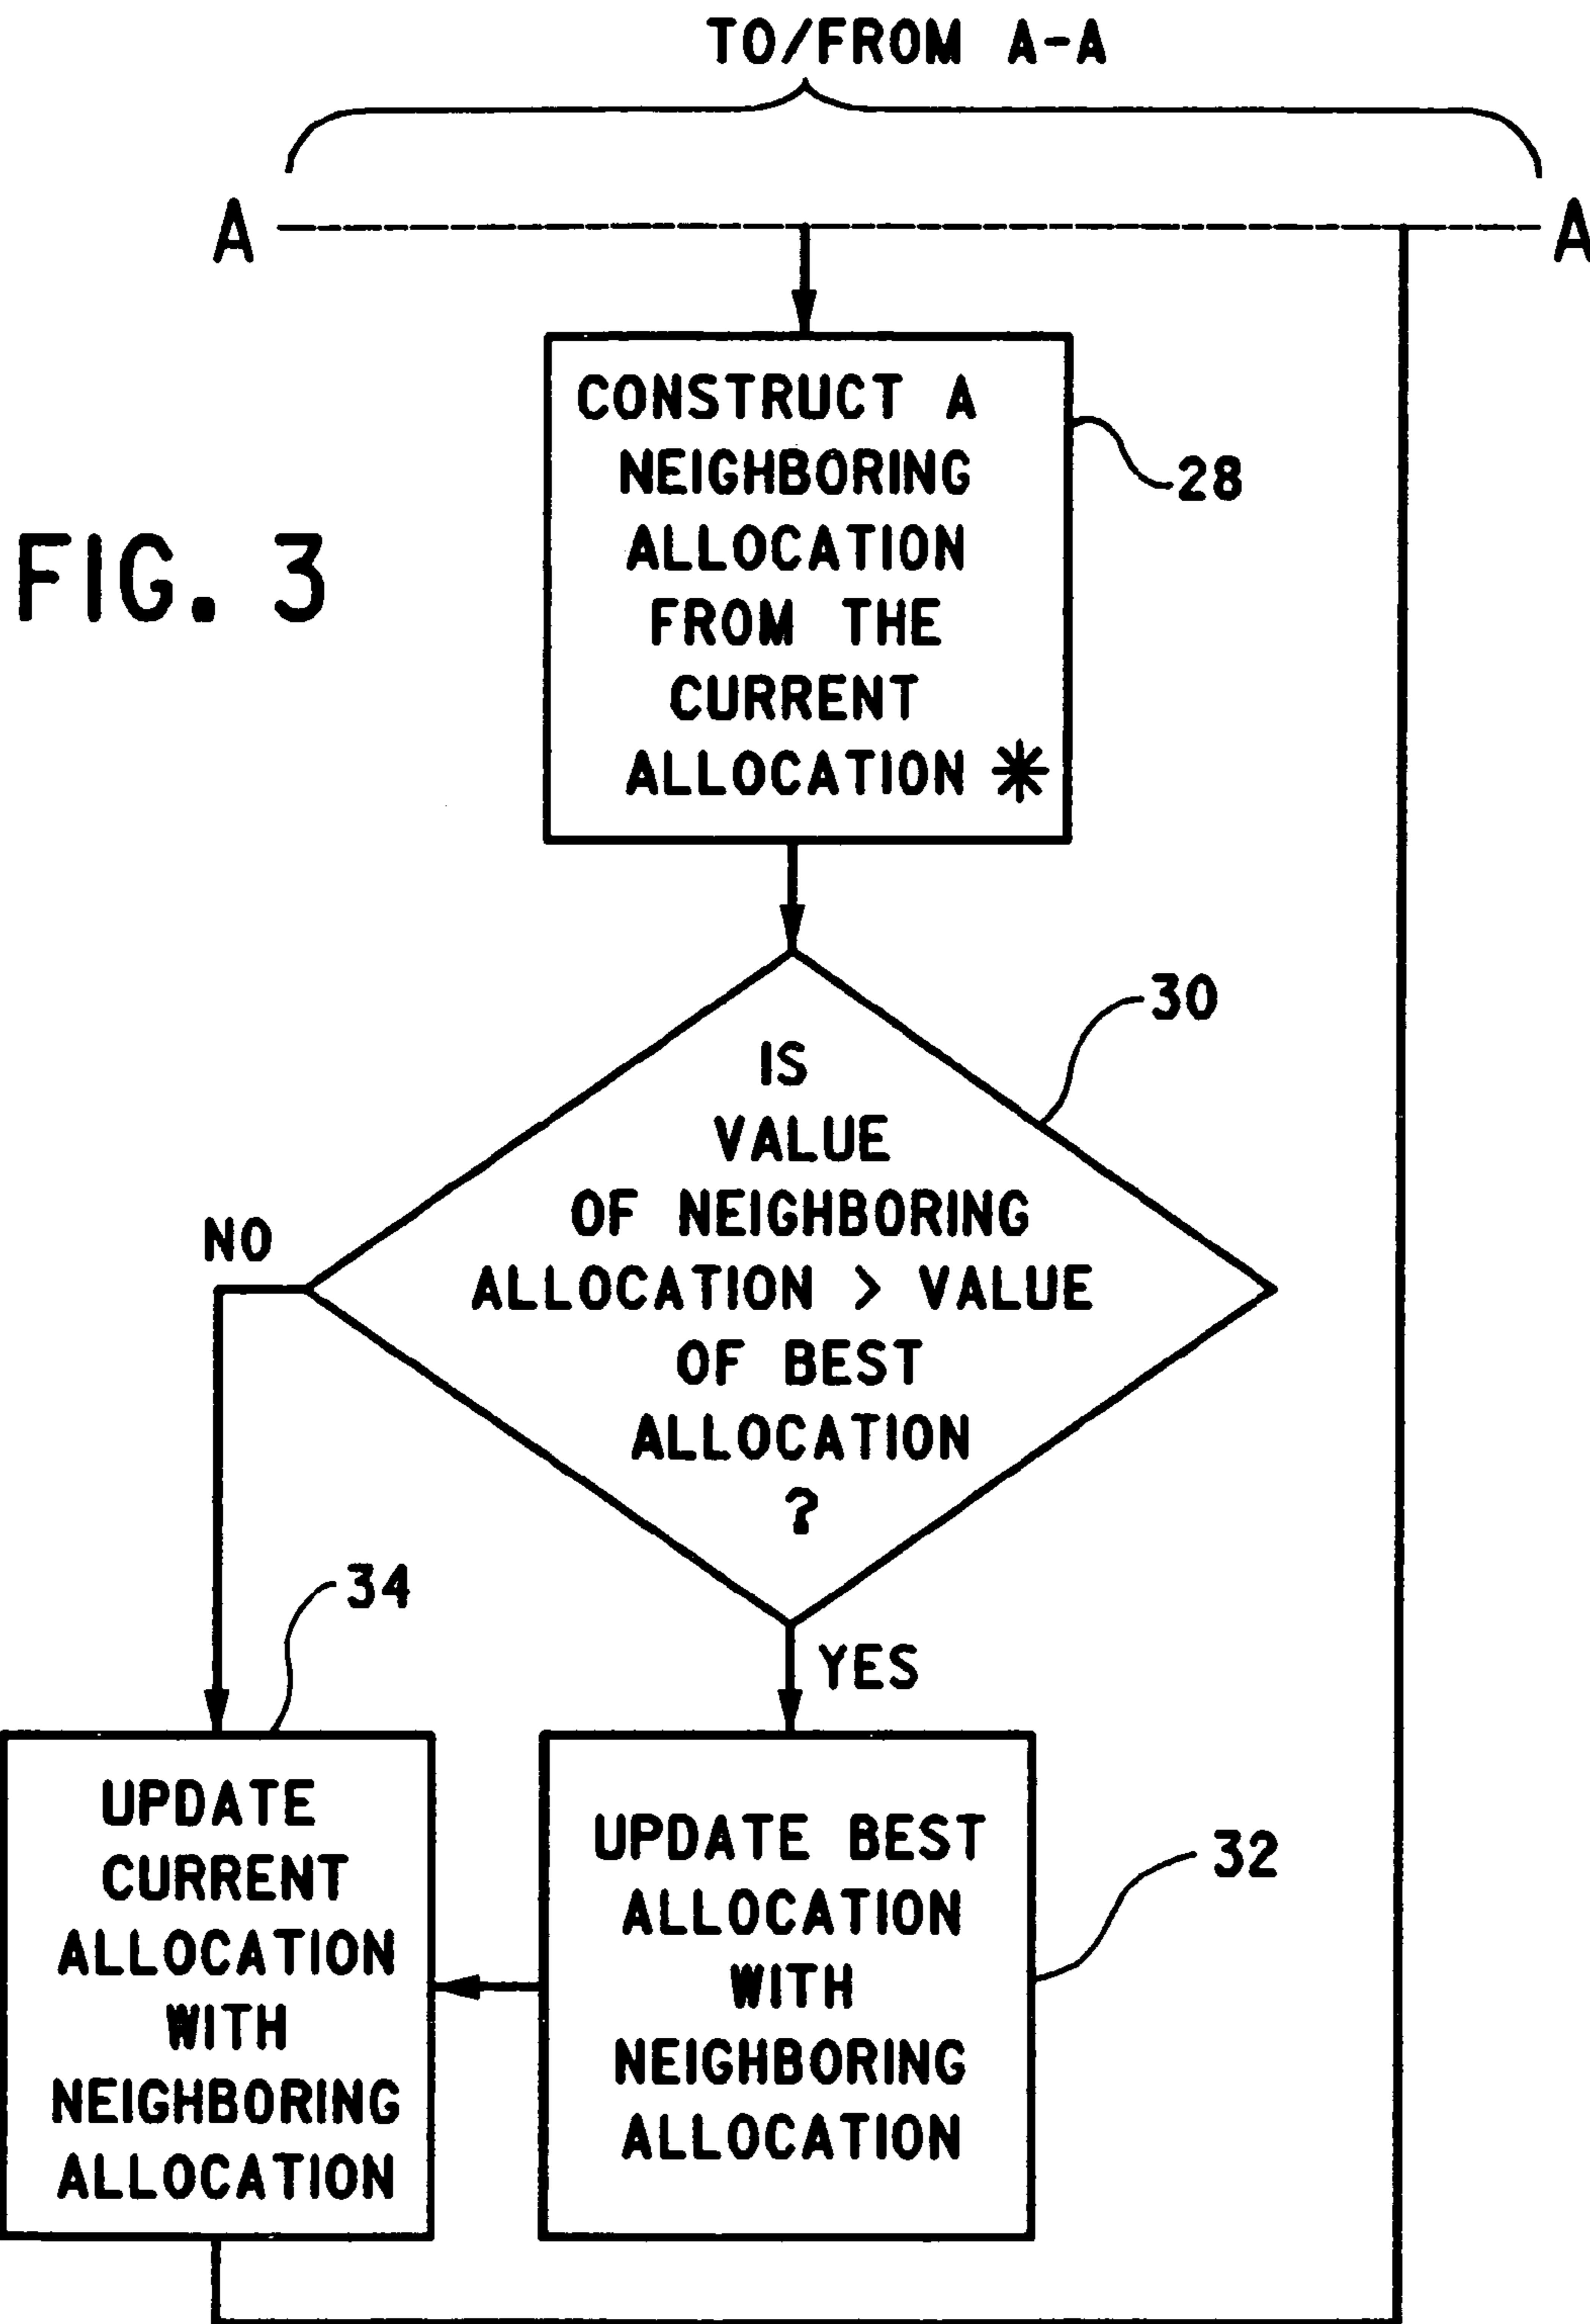 TO/FROM A-A
A A
CONSTRUCT A
NEIGHBORING
ALLOCATION
FROM THE
CURRENT
ALLOCATION *
28
FIG. 3
30
IS
VALUE
OF NEIGHBORING
ALLOCATION > VALUE
OF BEST
ALLOCATION
?
NO
YES
34
UPDATE
CURRENT
ALLOCATION
WITH
NEIGHBORING
ALLOCATION
UPDATE BEST
ALLOCATION
WITH
NEIGHBORING
ALLOCATION
32